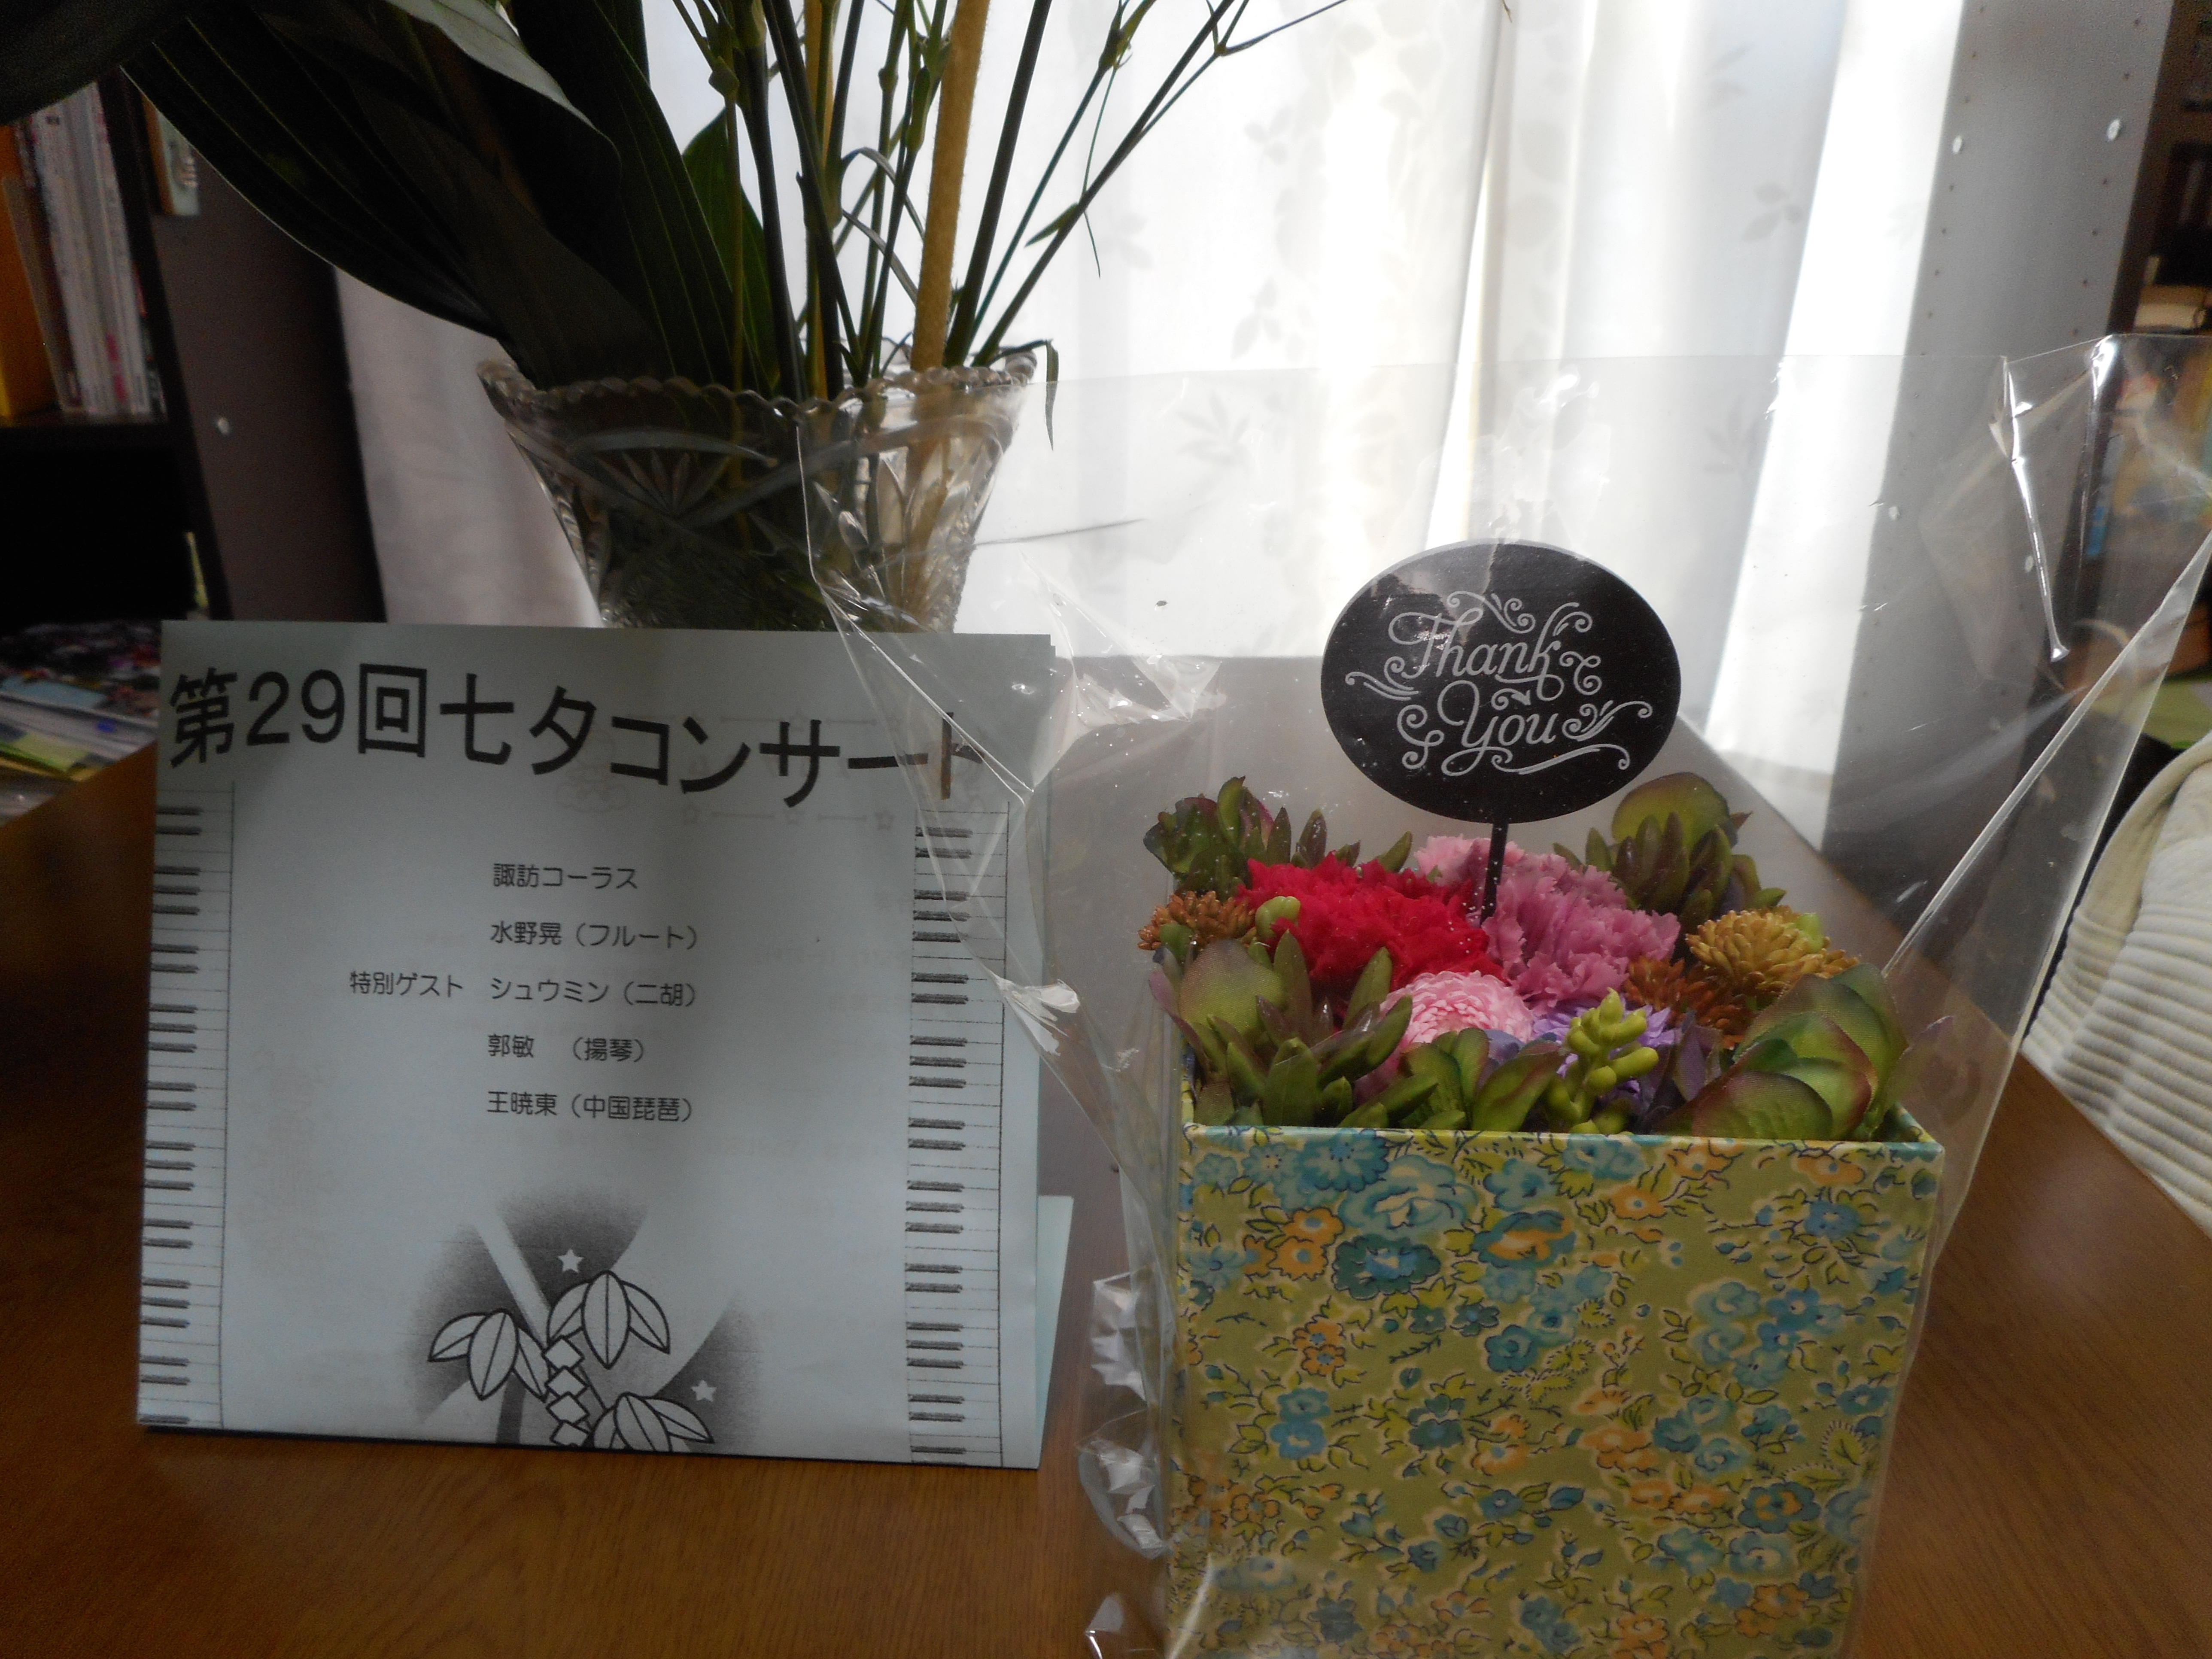 第29回七夕コンサート
諏訪コーラス
水野晃（フルート）
特別ゲスト　シュウミン（二胡）
郭敏　（揚琴）
王暁東（中国琵琶）
Thank
You